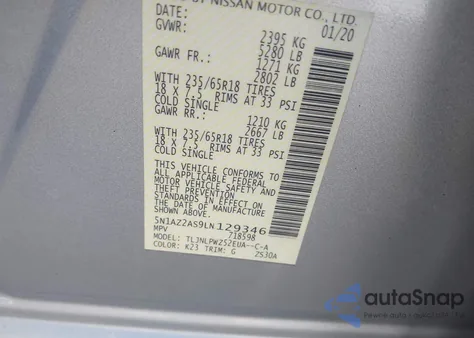 BY NISSAN MOTOR CO., LTD.
DATE: 01/20
GVWR: 2395 KG
5280 LB
GAWR FR.: 1271 KG
2802 LB
WITH 235/65R18 TIRES
18 X 7.5 RIMS AT 33 PSI
COLD SINGLE
GAWR RR.: 1210 KG
2667 LB
WITH 235/65R18 TIRES
18 X 7.5 RIMS AT 33 PSI
COLD SINGLE
THIS VEHICLE CONFORMS TO
ALL APPLICABLE FEDERAL
MOTOR VEHICLE SAFETY
AND THEFT PREVENTION
STANDARDS IN EFFECT ON
THE DATE OF MANUFACTURE
SHOWN ABOVE.
5N1AZ2AS9LN129346
MPV 718598
MODEL: TLJNLPWZ52EUA--C-A
COLOR: K23 TRIM: G ZS30A
autoSnap